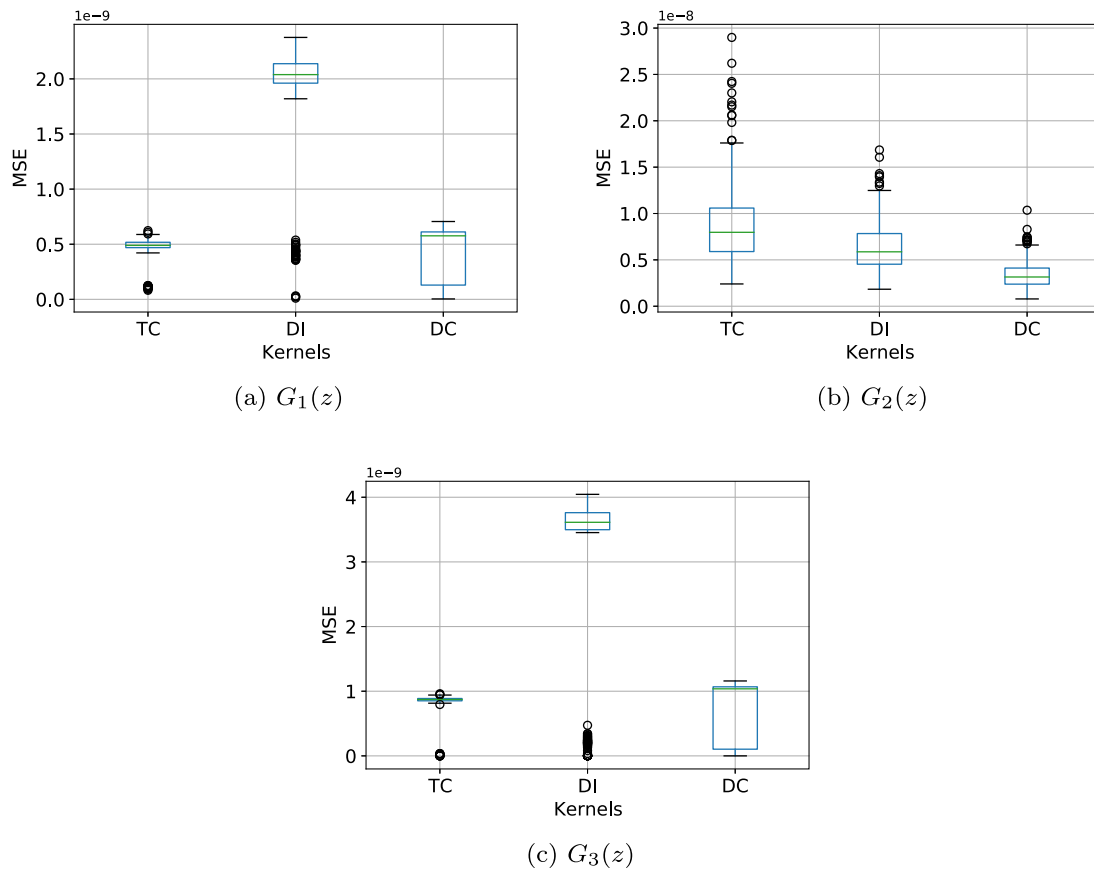 1e−9
2.0
1.5
1.0
0.5
0.0
MSE
TC DI DC
Kernels
(a) G₁(z)
1e−8
3.0
2.5
2.0
1.5
1.0
0.5
0.0
MSE
TC DI DC
Kernels
(b) G₂(z)
1e−9
4
3
2
1
0
MSE
TC DI DC
Kernels
(c) G₃(z)